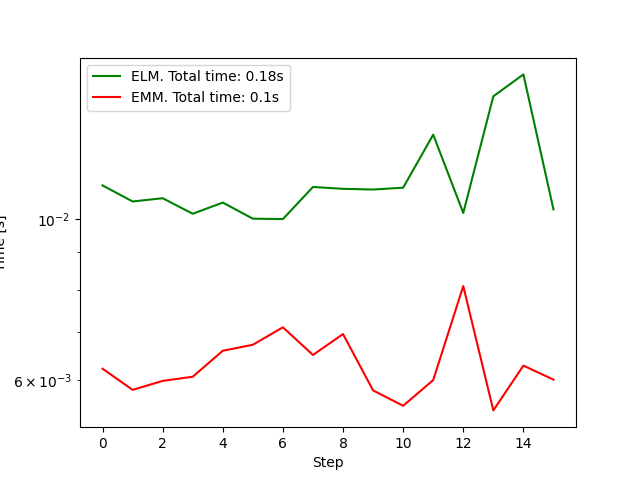 ELM. Total time: 0.18s
EMM. Total time: 0.1s
Time [s]
10⁻²
6 × 10⁻³
0 2 4 6 8 10 12 14
Step